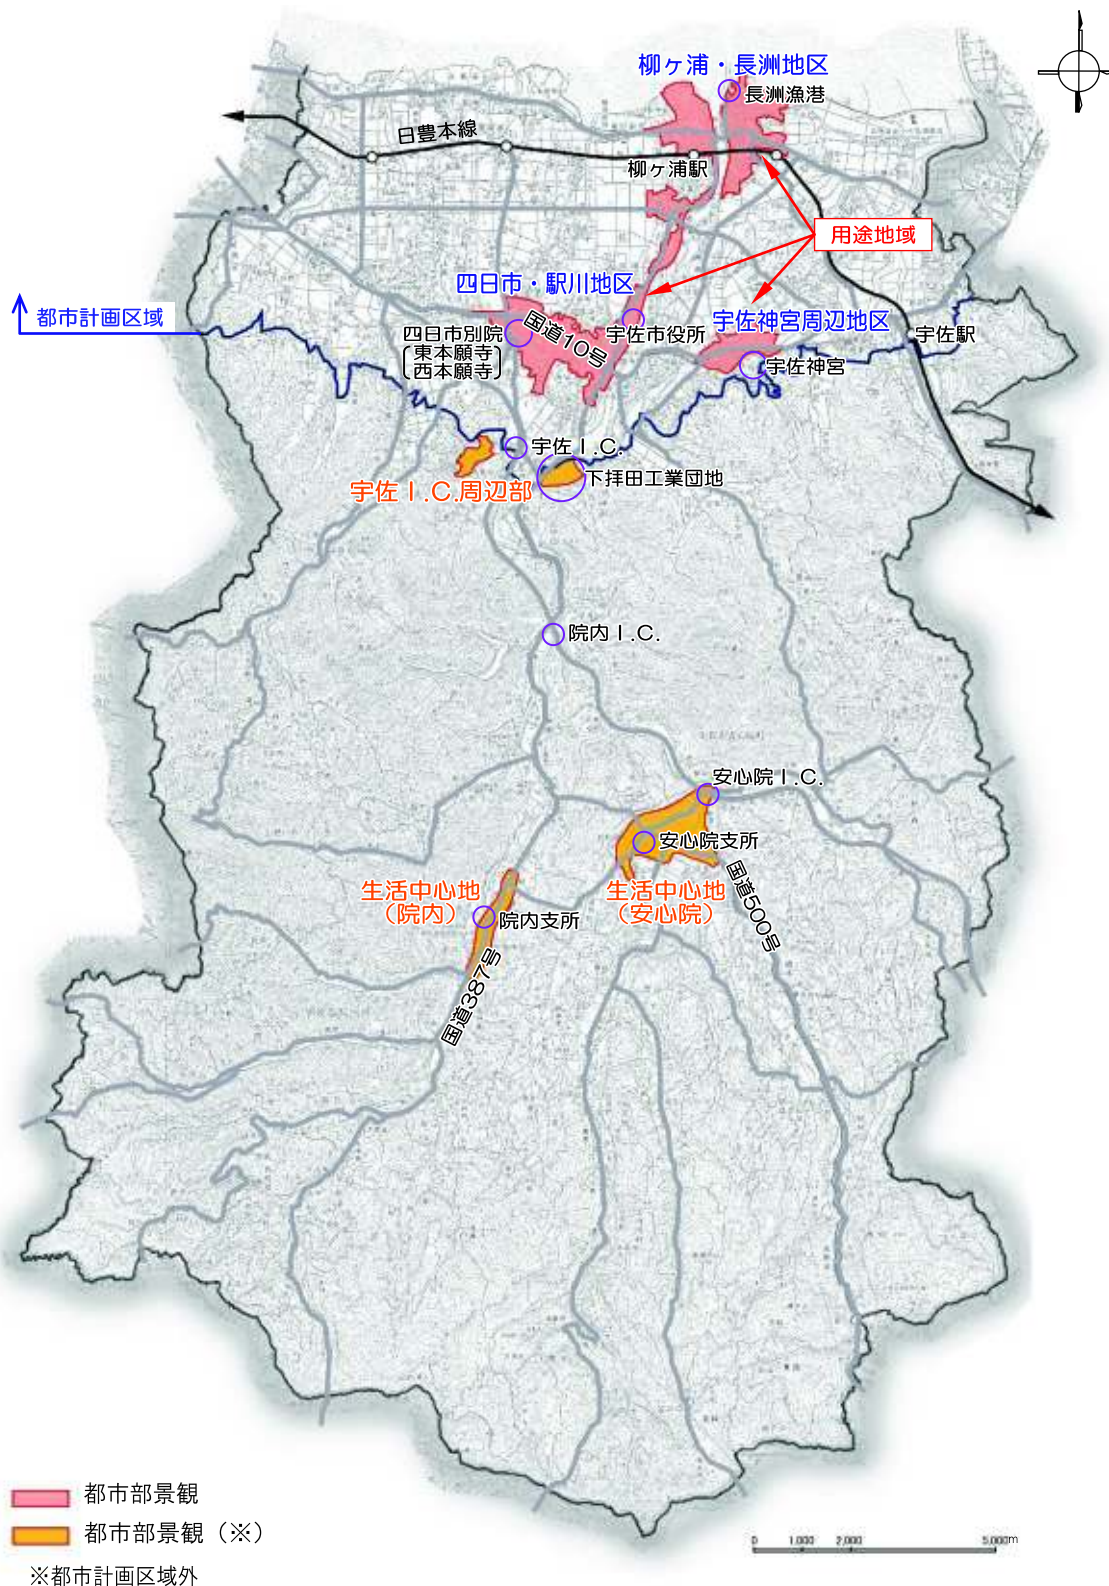 柳ヶ浦・長洲地区
長洲漁港
日豊本線
柳ヶ浦駅
用途地域
四日市・駅川地区
都市計画区域
国道10号
宇佐市役所
宇佐神宮周辺地区
四日市別院
東本願寺
西本願寺
宇佐駅
宇佐神宮
宇佐I.C.
下拝田工業団地
宇佐I.C.周辺部
院内I.C.
安心院I.C.
安心院支所
生活中心地
（院内）
院内支所
生活中心地
（安心院）
国道500号
国道387号
都市部景観
都市部景観（※）
※都市計画区域外
0 1,000 2,000 5,000m